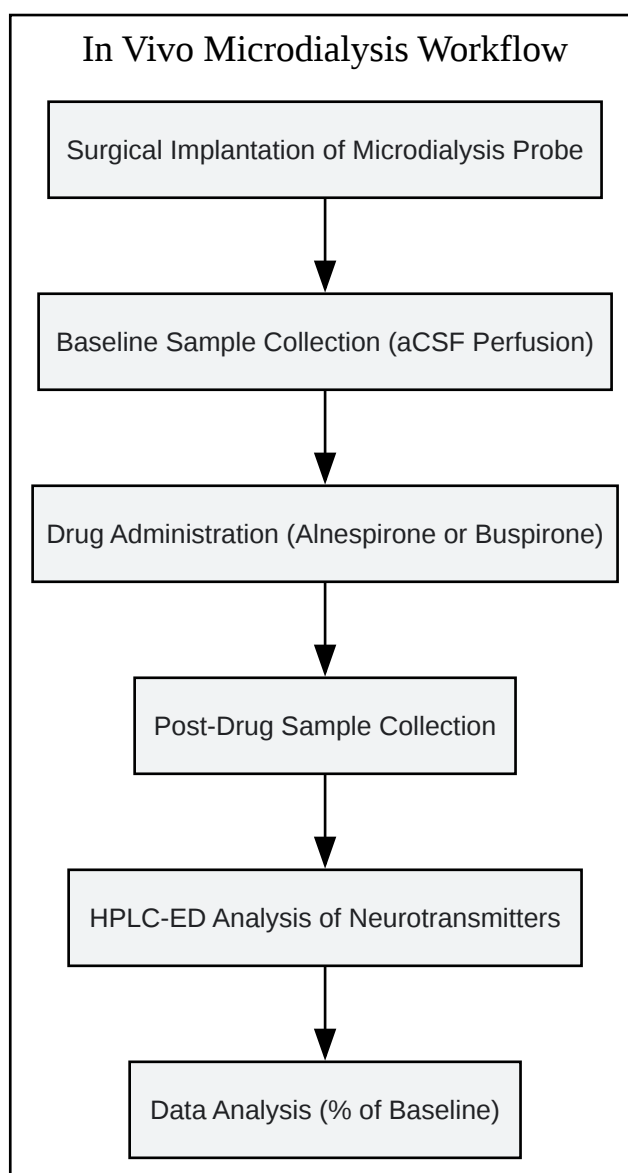 In Vivo Microdialysis Workflow
Surgical Implantation of Microdialysis Probe
Baseline Sample Collection (aCSF Perfusion)
Drug Administration (Alnespirone or Buspirone)
Post-Drug Sample Collection
HPLC-ED Analysis of Neurotransmitters
Data Analysis (% of Baseline)